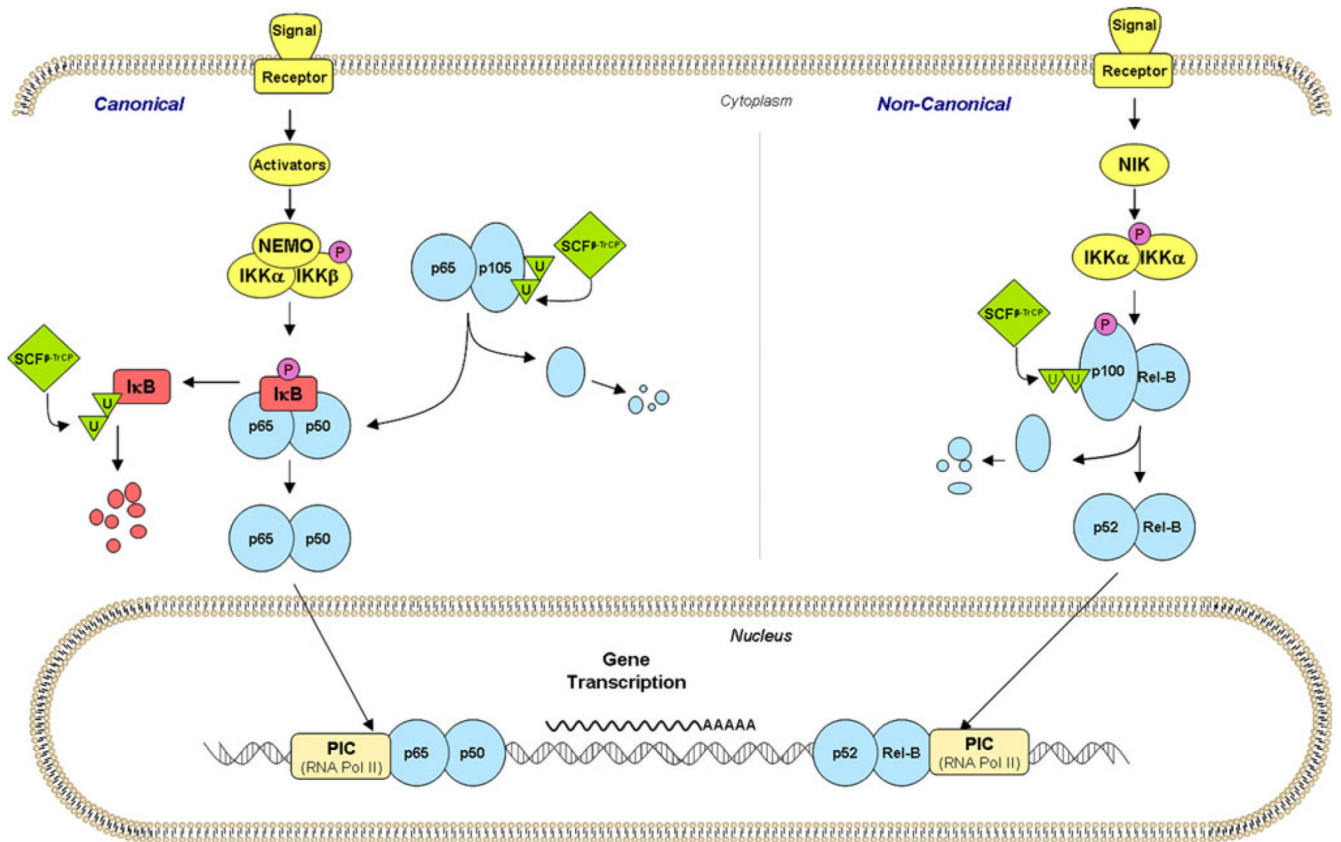 Signal
Receptor
Canonical
Cytoplasm
Non-Canonical
Signal
Receptor
Activators
NIK
NEMO
P
IKKα IKKβ
p65
p105
U
U
SCFβ-TrCP
P
IKKα IKKα
SCFβ-TrCP
U
U
IκB
P
IκB
p65
p50
SCFβ-TrCP
P
p100
Rel-B
U
U
p65
p50
p52
Rel-B
Nucleus
Gene
Transcription
AAAAA
PIC
(RNA Pol II)
p65
p50
p52
Rel-B
PIC
(RNA Pol II)